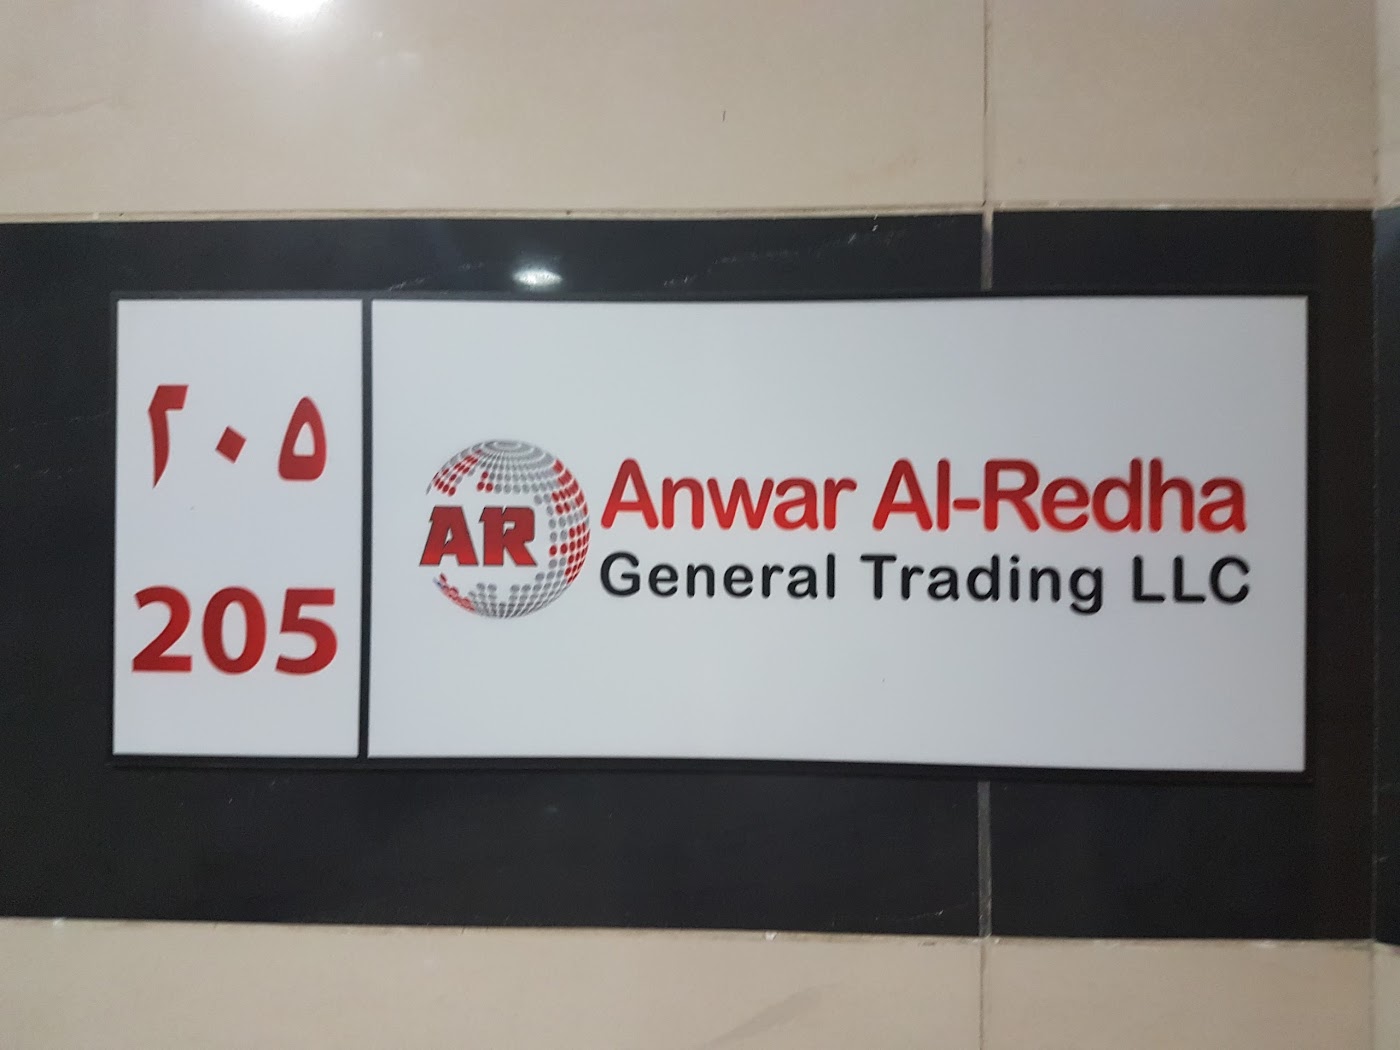 ٢٠٥
205
AR
Anwar Al-Redha
General Trading LLC